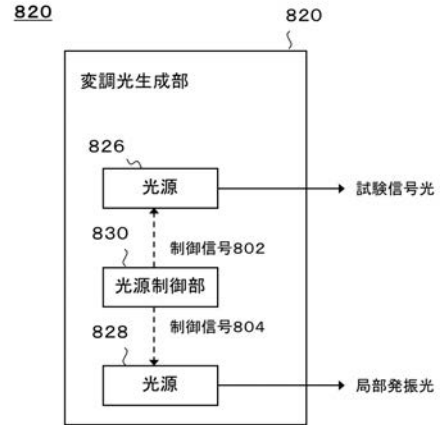 820
820
変調光生成部
826
光源
試験信号光
830
制御信号802
光源制御部
制御信号804
828
光源
局部発振光